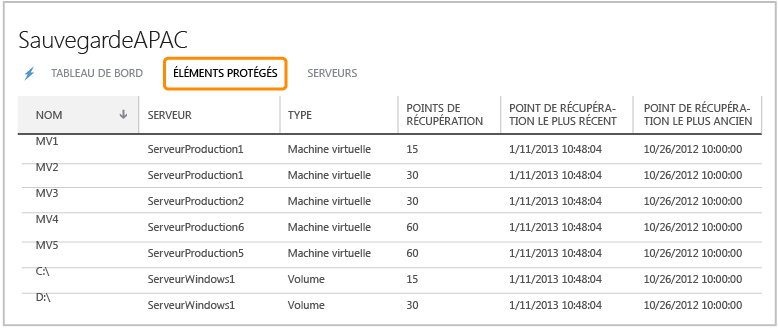 SauvegardeAPAC
TABLEAU DE BORD ÉLÉMENTS PROTÉGÉS SERVEURS
NOM SERVEUR TYPE POINTS DE RÉCUPÉRATION POINT DE RÉCUPÉRA-TION LE PLUS RÉCENT POINT DE RÉCUPÉRA-TION LE PLUS ANCIEN
MV1 ServeurProduction1 Machine virtuelle 15 1/11/2013 10:48:04 10/26/2012 10:00:00
MV2 ServeurProduction1 Machine virtuelle 30 1/11/2013 10:48:04 10/26/2012 10:00:00
MV3 ServeurProduction2 Machine virtuelle 30 1/11/2013 10:48:04 10/26/2012 10:00:00
MV4 ServeurProduction6 Machine virtuelle 60 1/11/2013 10:48:04 10/26/2012 10:00:00
MV5 ServeurProduction5 Machine virtuelle 60 1/11/2013 10:48:04 10/26/2012 10:00:00
C:\ ServeurWindows1 Volume 15 1/11/2013 10:48:04 10/26/2012 10:00:00
D:\ ServeurWindows1 Volume 30 1/11/2013 10:48:04 10/26/2012 10:00:00